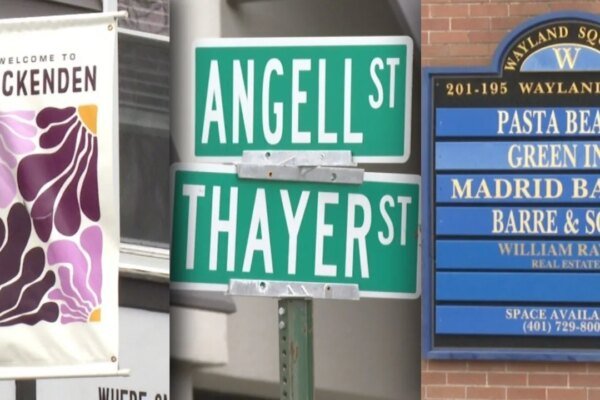 WELCOME TO
CKENDEN
WHERE
ANGELL ST
THAYER ST
WAYLAND SQ
W
201-195 WAYLAND
PASTA BEA
GREEN IN
MADRID BA
BARRE & SO
WILLIAM RA
REAL ESTATE
SPACE AVAILA
(401) 729-800